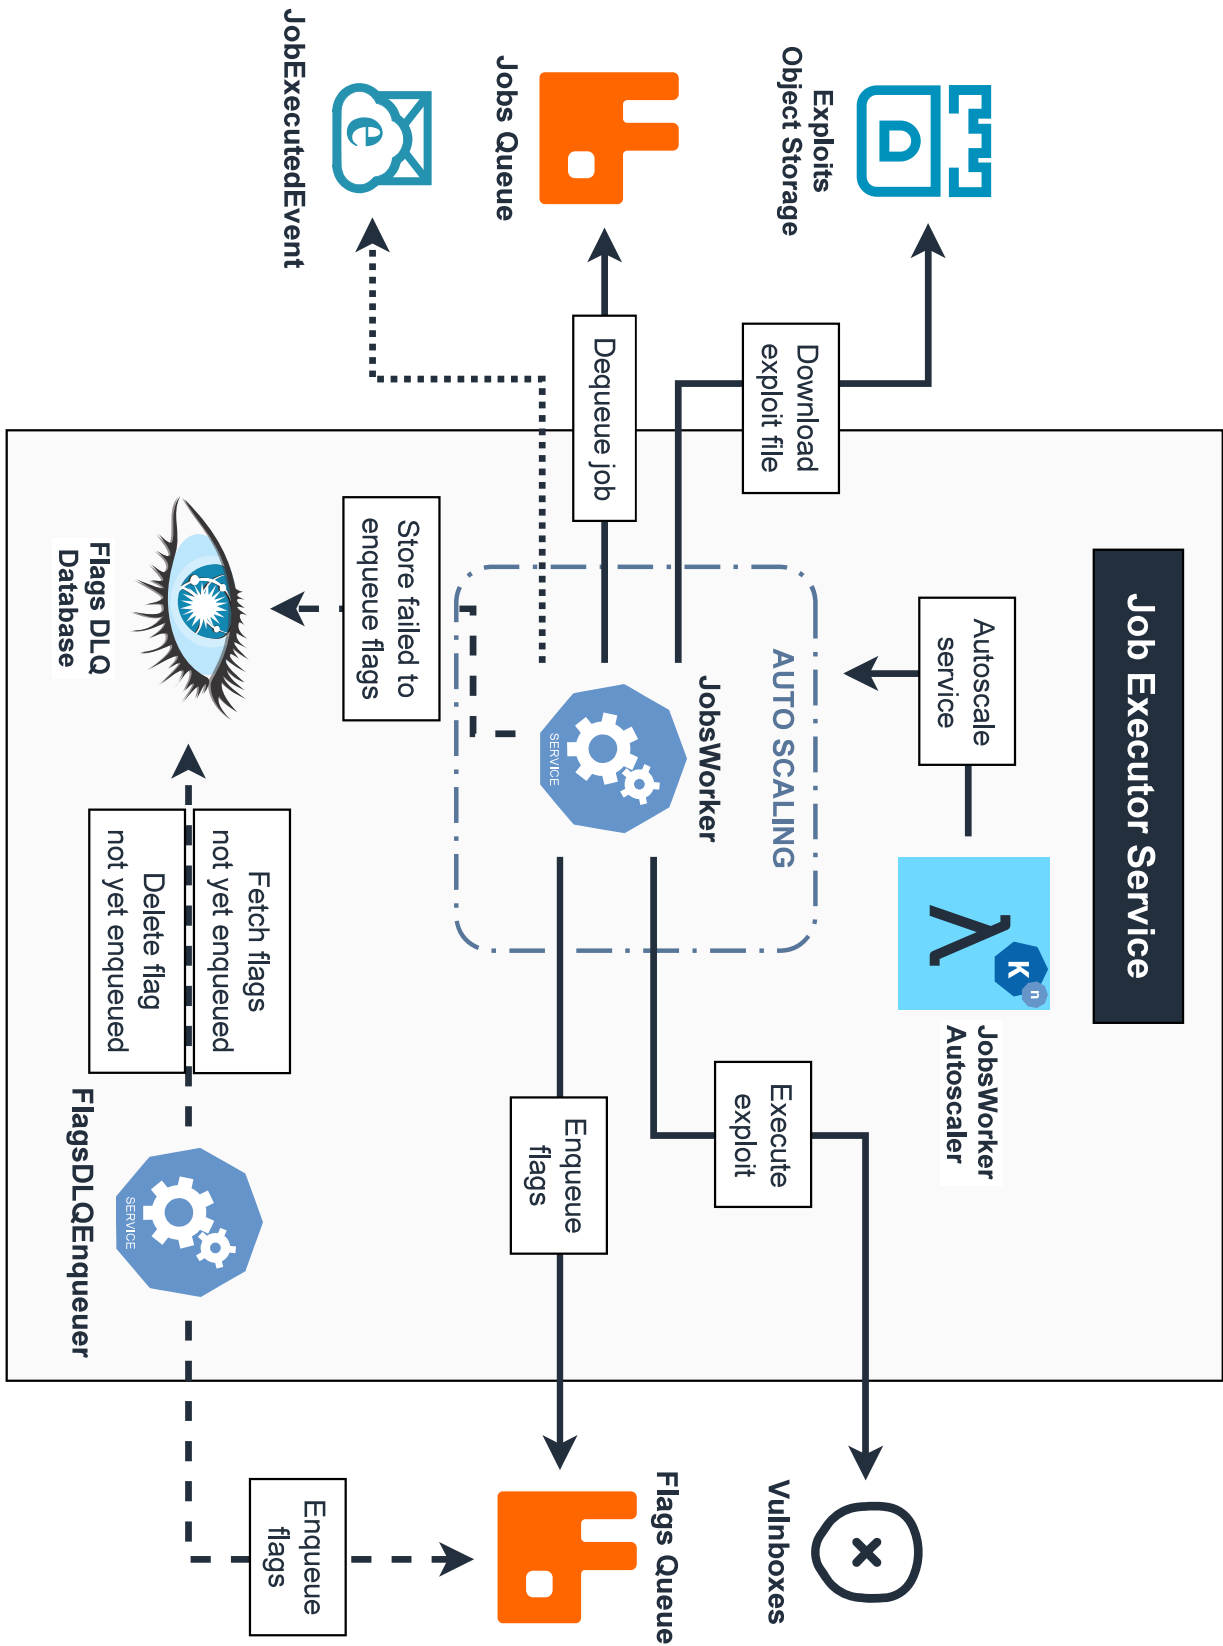 Job Executor Service
Exploits
Object Storage
Download
exploit file
Autoscale
service
K
n
λ
JobsWorker
Autoscaler
D
AUTO SCALING
JobsWorker
SERVICE
Jobs Queue
Dequeue job
Execute
exploit
Vulnboxes
Enqueue
flags
Flags Queue
e
JobExecutedEvent
Store failed to
enqueue flags
Flags DLQ
Database
Fetch flags
not yet enqueued
Delete flag
not yet enqueued
SERVICE
FlagsDLQEnqueuer
Enqueue
flags